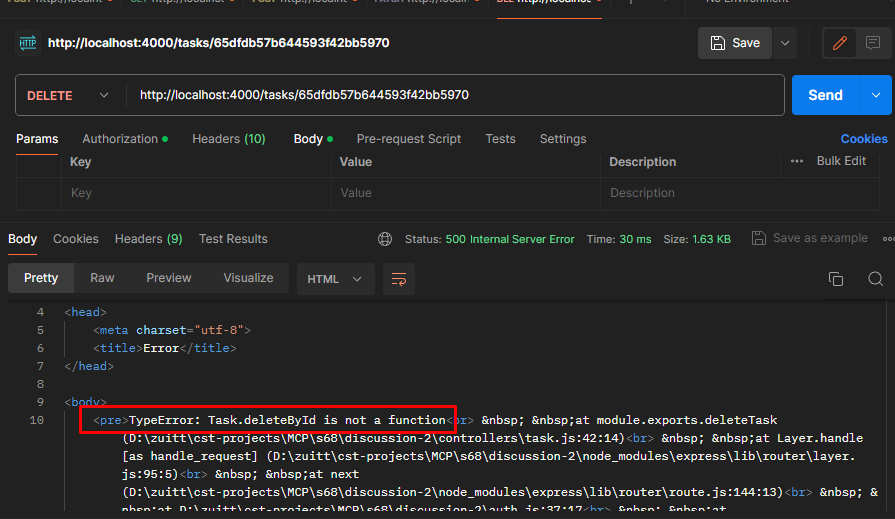 http://localhost:4000/tasks/65dfdb57b644593f42bb5970
Save
DELETE
http://localhost:4000/tasks/65dfdb57b644593f42bb5970
Send
Params Authorization Headers (10) Body Pre-request Script Tests Settings Cookies
Key Value Description Bulk Edit
Key Value Description
Body Cookies Headers (9) Test Results Status: 500 Internal Server Error Time: 30 ms Size: 1.63 KB Save as example
Pretty Raw Preview Visualize HTML
4 <head>
5 <meta charset="utf-8">
6 <title>Error</title>
7 </head>
8
9 <body>
10 <pre>TypeError: Task.deleteById is not a function<br> &nbsp; &nbsp;at module.exports.deleteTask
(D:\zuitt\cst-projects\MCP\s68\discussion-2\controllers\task.js:42:14)<br> &nbsp; &nbsp;at Layer.handle
[as handle_request] (D:\zuitt\cst-projects\MCP\s68\discussion-2\node_modules\express\lib\router\layer.
js:95:5)<br> &nbsp; &nbsp;at next
(D:\zuitt\cst-projects\MCP\s68\discussion-2\node_modules\express\lib\router\route.js:144:13)<br> &nbsp; &
nbsp;at D:\zuitt\cst-projects\MCP\s68\discussion-2\auth.js:37:17<br> &nbsp; &nbsp;at